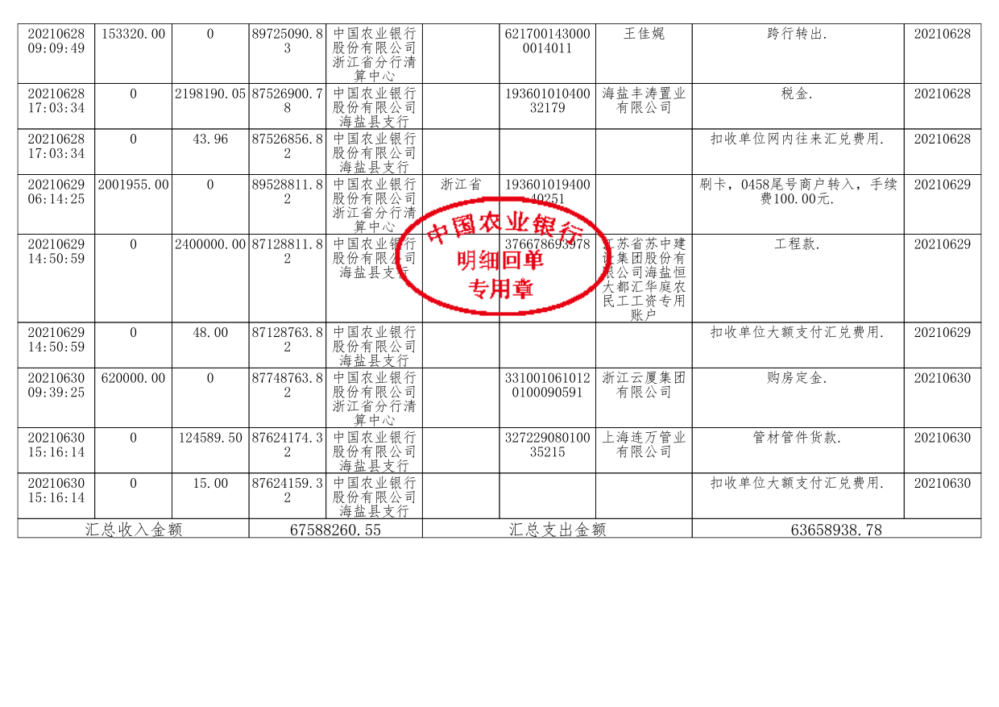 20210628 09:09:49 153320.00 0 89725090.83 中国农业银行股份有限公司浙江省分行清算中心 6217001430000014011 王佳娓 跨行转出. 20210628
20210628 17:03:34 0 2198190.05 87526900.78 中国农业银行股份有限公司海盐县支行 19360101040032179 海盐丰涛置业有限公司 税金. 20210628
20210628 17:03:34 0 43.96 87526856.82 中国农业银行股份有限公司海盐县支行 扣收单位网内往来汇兑费用. 20210628
20210629 06:14:25 2001955.00 0 89528811.82 中国农业银行股份有限公司浙江省分行清算中心 浙江省 19360101940040251 刷卡，0458尾号商户转入，手续费100.00元. 20210629
20210629 14:50:59 0 2400000.00 87128811.82 中国农业银行股份有限公司海盐县支行 376678693978 江苏省苏中建设集团股份有限公司海盐恒大都汇华庭农民工工资专用账户 工程款. 20210629
中国农业银行
明细回单
专用章
20210629 14:50:59 0 48.00 87128763.82 中国农业银行股份有限公司海盐县支行 扣收单位大额支付汇兑费用. 20210629
20210630 09:39:25 620000.00 0 87748763.82 中国农业银行股份有限公司浙江省分行清算中心 3310010610120100090591 浙江云厦集团有限公司 购房定金. 20210630
20210630 15:16:14 0 124589.50 87624174.32 中国农业银行股份有限公司海盐县支行 32722908010035215 上海连万管业有限公司 管材管件货款. 20210630
20210630 15:16:14 0 15.00 87624159.32 中国农业银行股份有限公司海盐县支行 扣收单位大额支付汇兑费用. 20210630
汇总收入金额 67588260.55 汇总支出金额 63658938.78